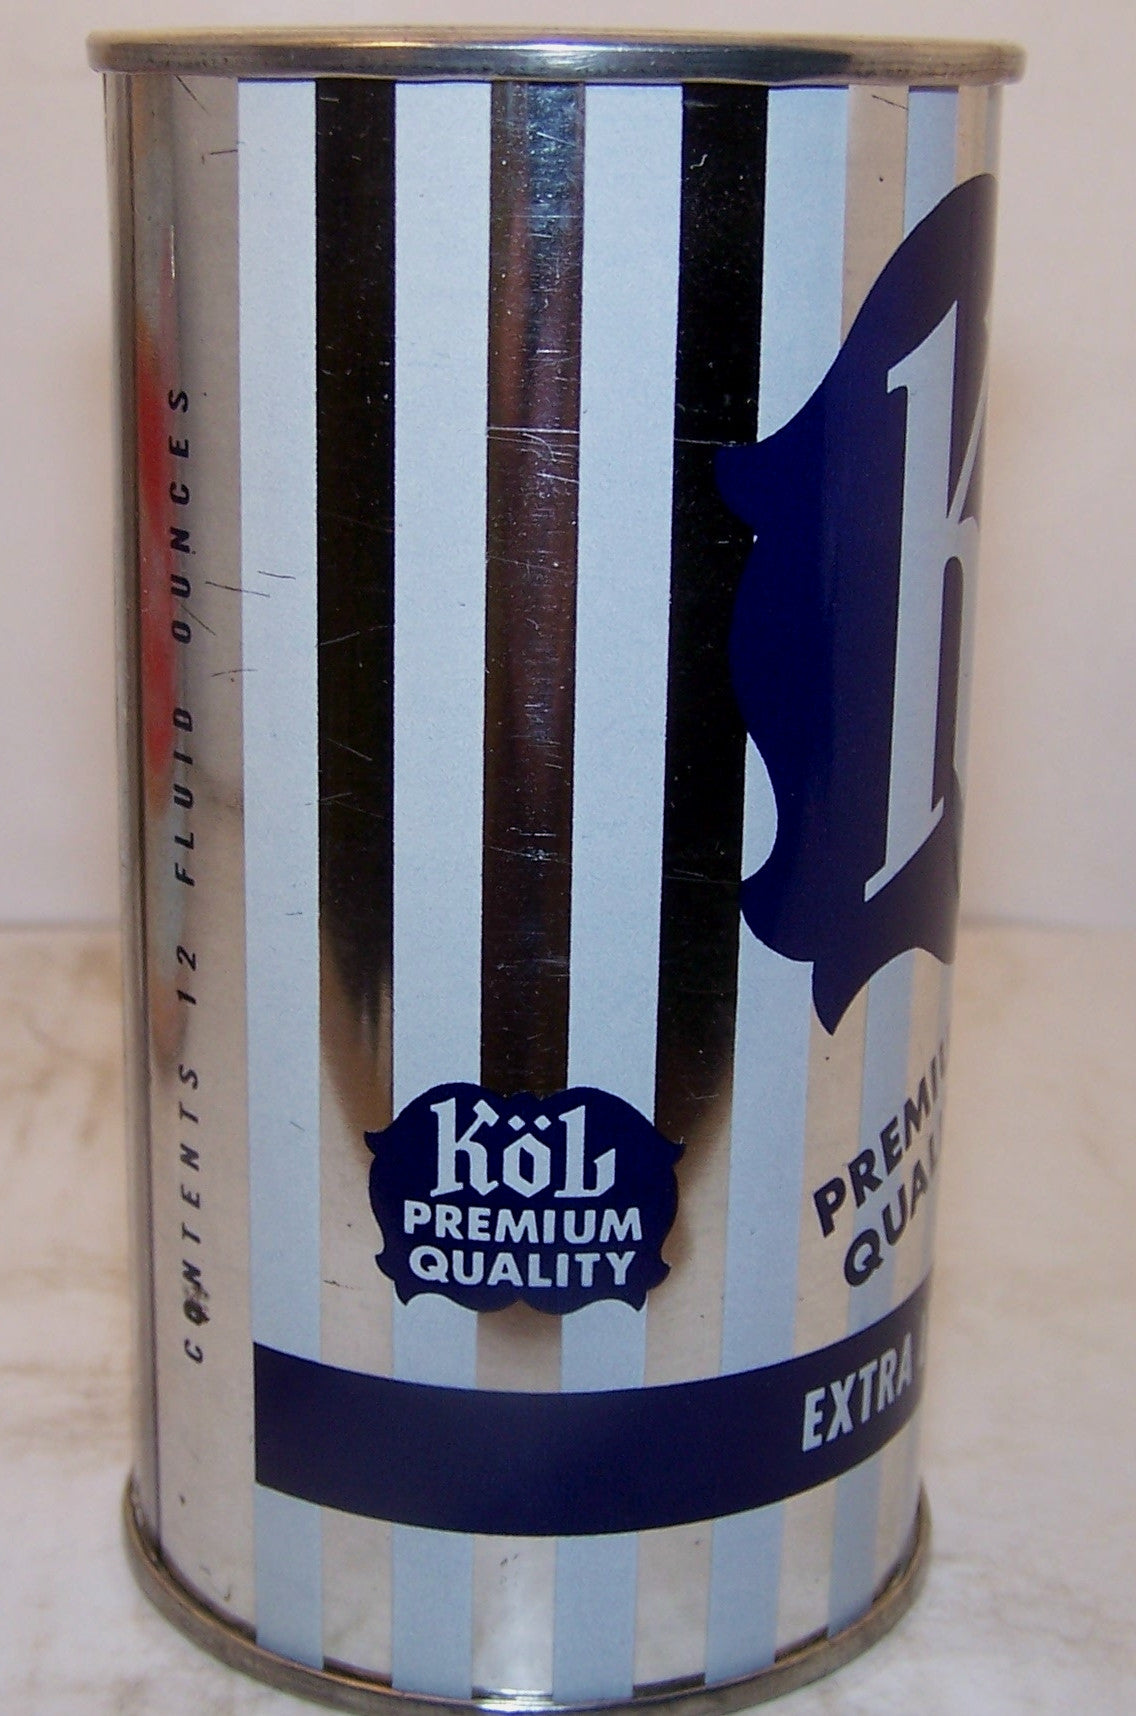 CONTENTS 12 FLUID OUNCES
KöL
PREMIUM
QUALITY
K
EXTRA